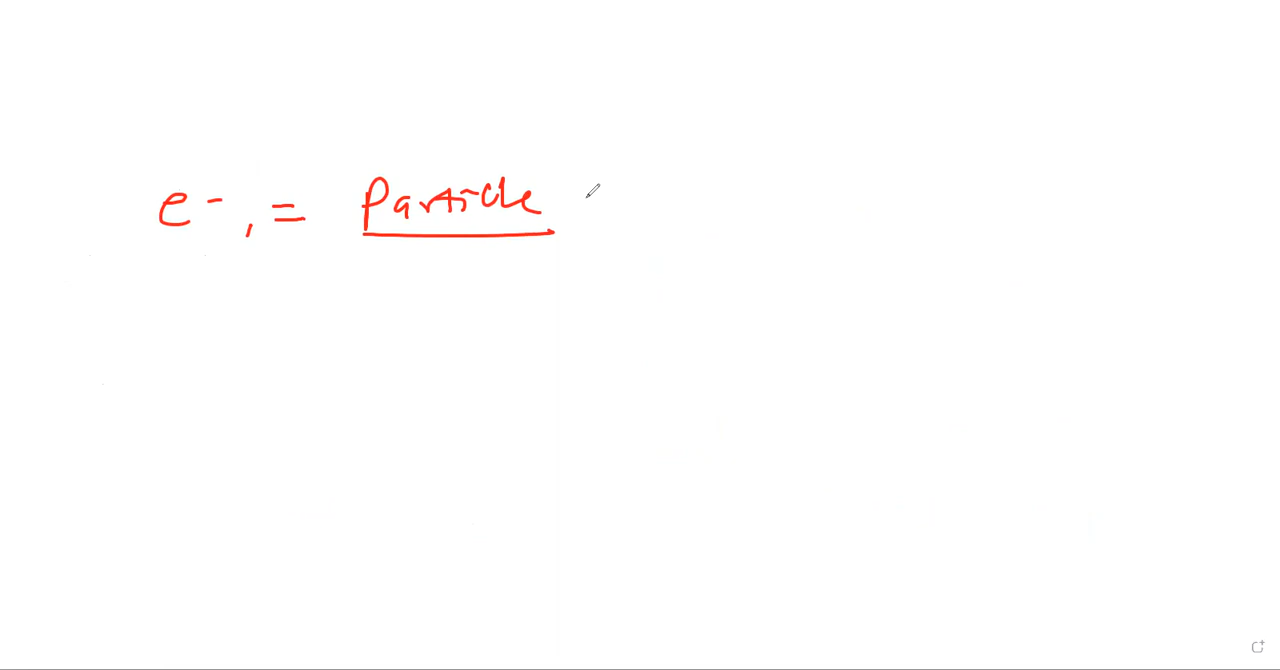 e⁻, = Particle